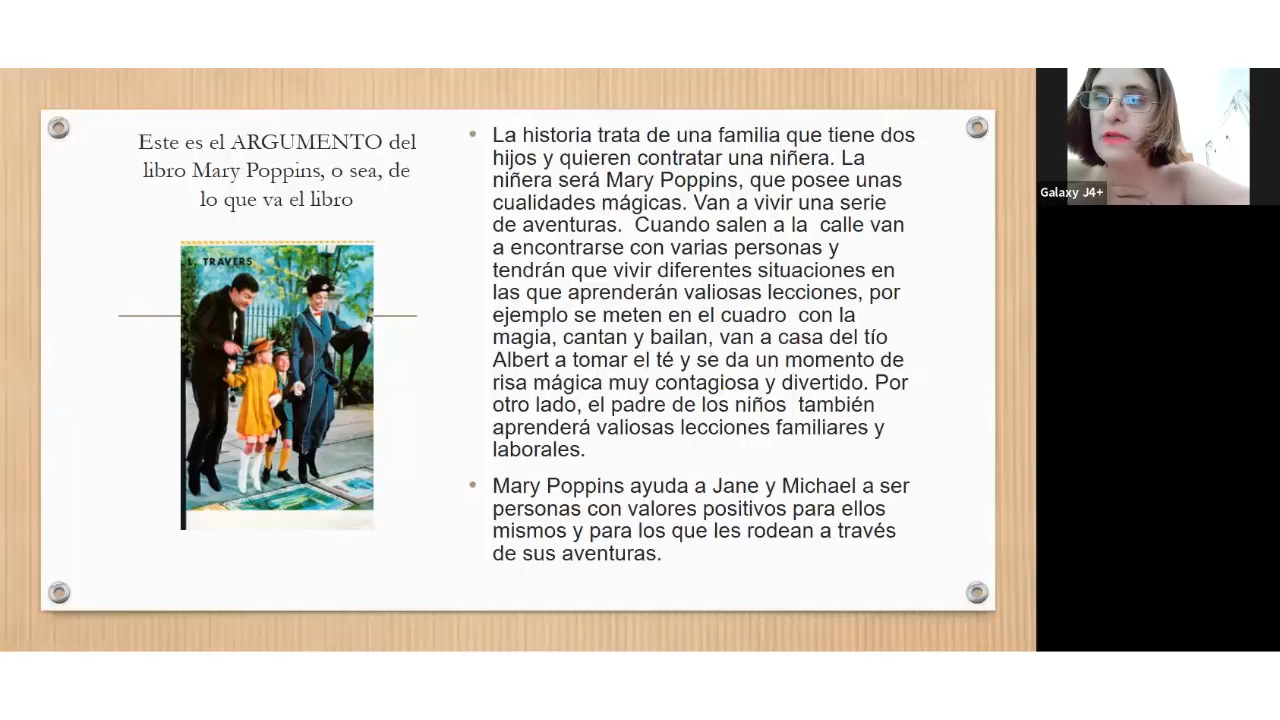 Este es el ARGUMENTO del
libro Mary Poppins, o sea, de
lo que va el libro
L. TRAVERS
La historia trata de una familia que tiene dos
hijos y quieren contratar una niñera. La
niñera será Mary Poppins, que posee unas
cualidades mágicas. Van a vivir una serie
de aventuras. Cuando salen a la calle van
a encontrarse con varias personas y
tendrán que vivir diferentes situaciones en
las que aprenderán valiosas lecciones, por
ejemplo se meten en el cuadro con la
magia, cantan y bailan, van a casa del tío
Albert a tomar el té y se da un momento de
risa mágica muy contagiosa y divertido. Por
otro lado, el padre de los niños también
aprenderá valiosas lecciones familiares y
laborales.
Mary Poppins ayuda a Jane y Michael a ser
personas con valores positivos para ellos
mismos y para los que les rodean a través
de sus aventuras.
Galaxy J4+